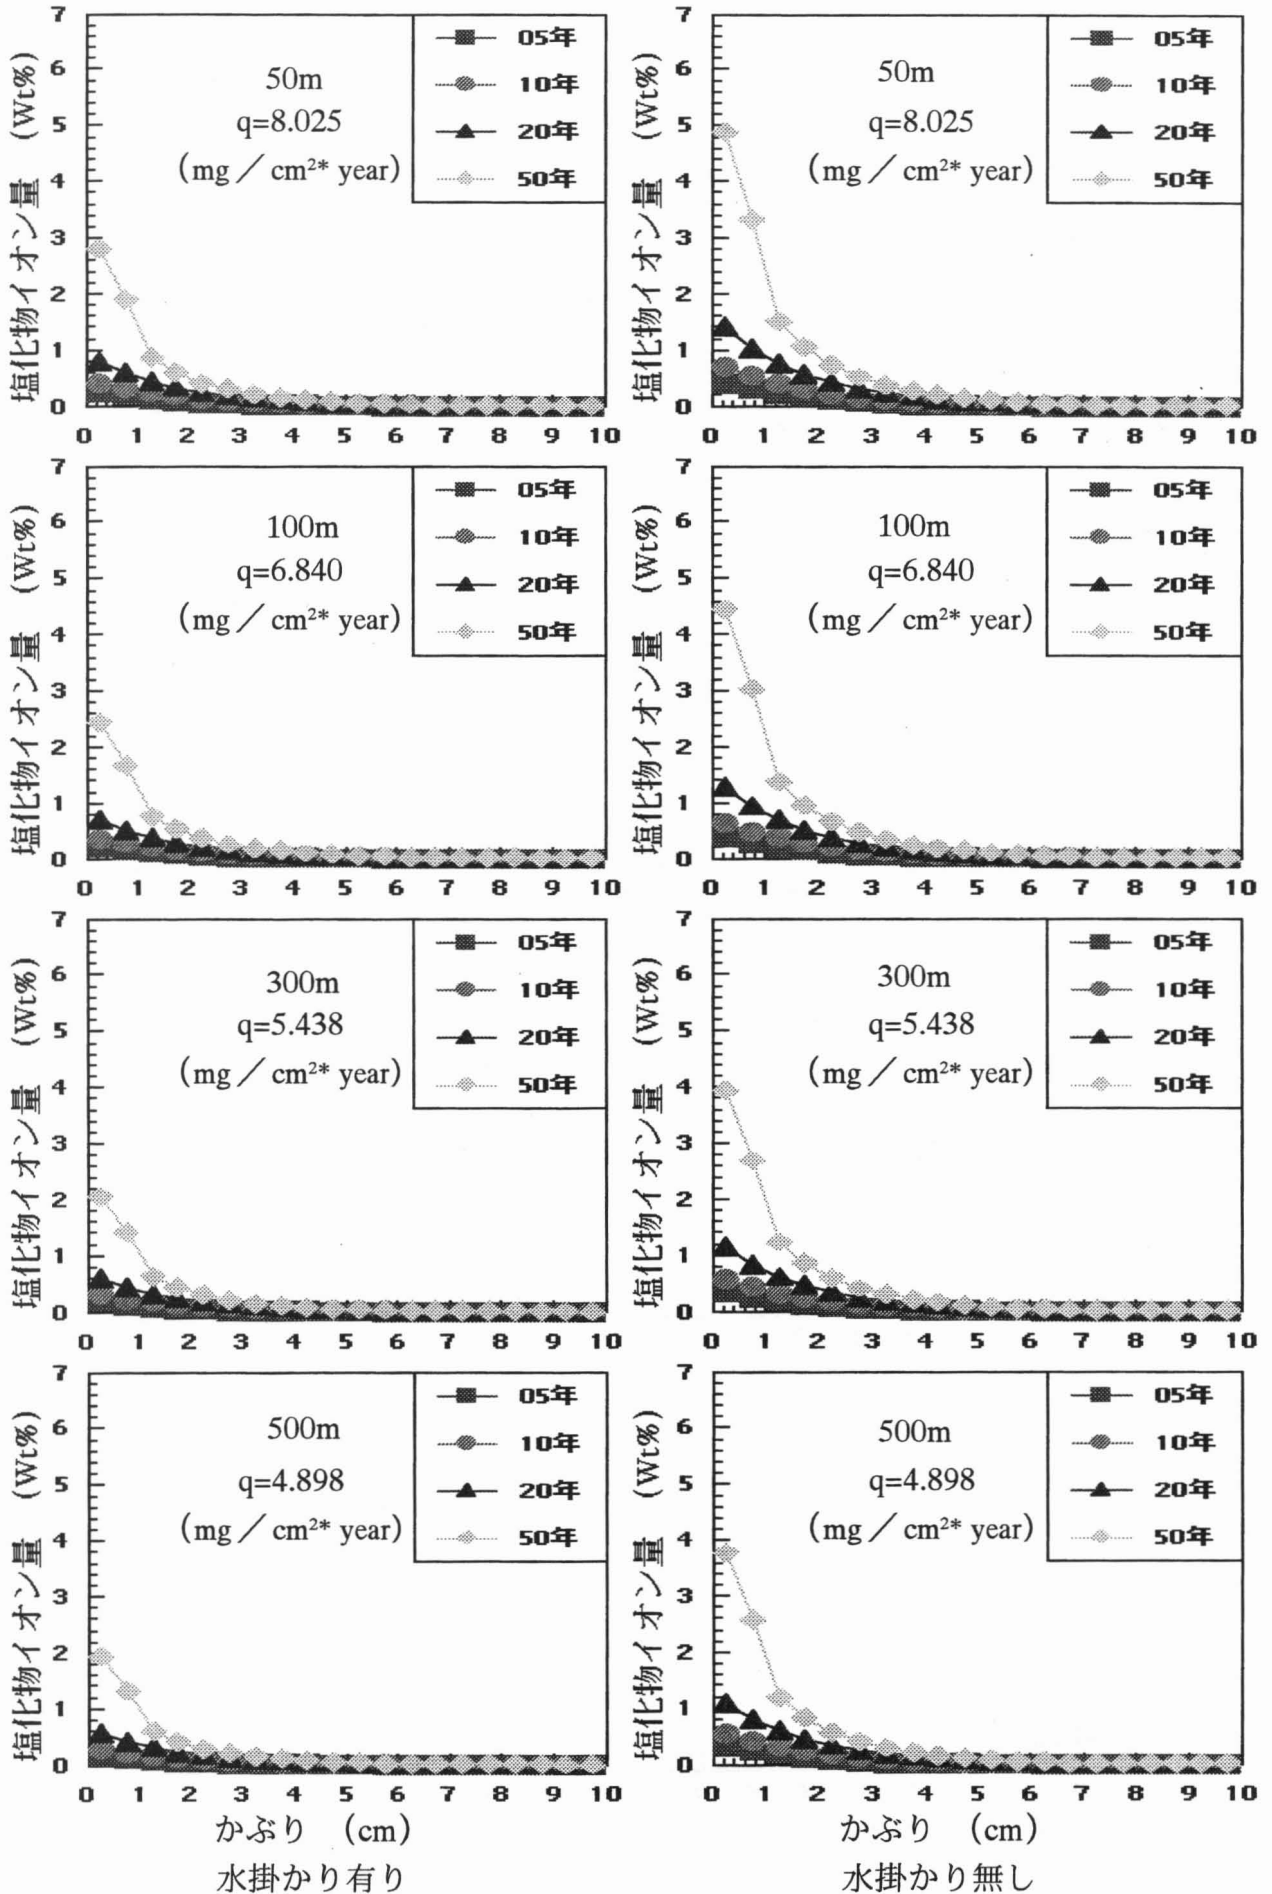 塩化物イオン量 (Wt%)
7
6
5
4
3
2
1
0
50m
q=8.025
(mg／cm²* year)
05年
10年
20年
50年
0 1 2 3 4 5 6 7 8 9 10
塩化物イオン量 (Wt%)
7
6
5
4
3
2
1
0
50m
q=8.025
(mg／cm²* year)
05年
10年
20年
50年
0 1 2 3 4 5 6 7 8 9 10
塩化物イオン量 (Wt%)
7
6
5
4
3
2
1
0
100m
q=6.840
(mg／cm²* year)
05年
10年
20年
50年
0 1 2 3 4 5 6 7 8 9 10
塩化物イオン量 (Wt%)
7
6
5
4
3
2
1
0
100m
q=6.840
(mg／cm²* year)
05年
10年
20年
50年
0 1 2 3 4 5 6 7 8 9 10
塩化物イオン量 (Wt%)
7
6
5
4
3
2
1
0
300m
q=5.438
(mg／cm²* year)
05年
10年
20年
50年
0 1 2 3 4 5 6 7 8 9 10
塩化物イオン量 (Wt%)
7
6
5
4
3
2
1
0
300m
q=5.438
(mg／cm²* year)
05年
10年
20年
50年
0 1 2 3 4 5 6 7 8 9 10
塩化物イオン量 (Wt%)
7
6
5
4
3
2
1
0
500m
q=4.898
(mg／cm²* year)
05年
10年
20年
50年
0 1 2 3 4 5 6 7 8 9 10
かぶり (cm)
水掛かり有り
塩化物イオン量 (Wt%)
7
6
5
4
3
2
1
0
500m
q=4.898
(mg／cm²* year)
05年
10年
20年
50年
0 1 2 3 4 5 6 7 8 9 10
かぶり (cm)
水掛かり無し